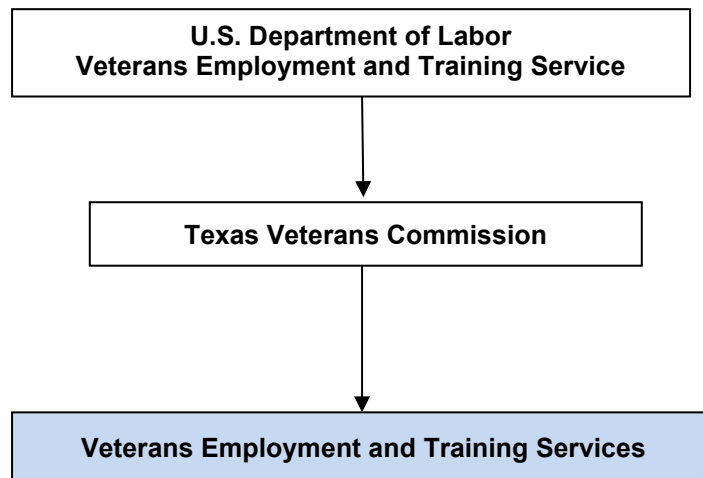 U.S. Department of Labor
Veterans Employment and Training Service
Texas Veterans Commission
Veterans Employment and Training Services